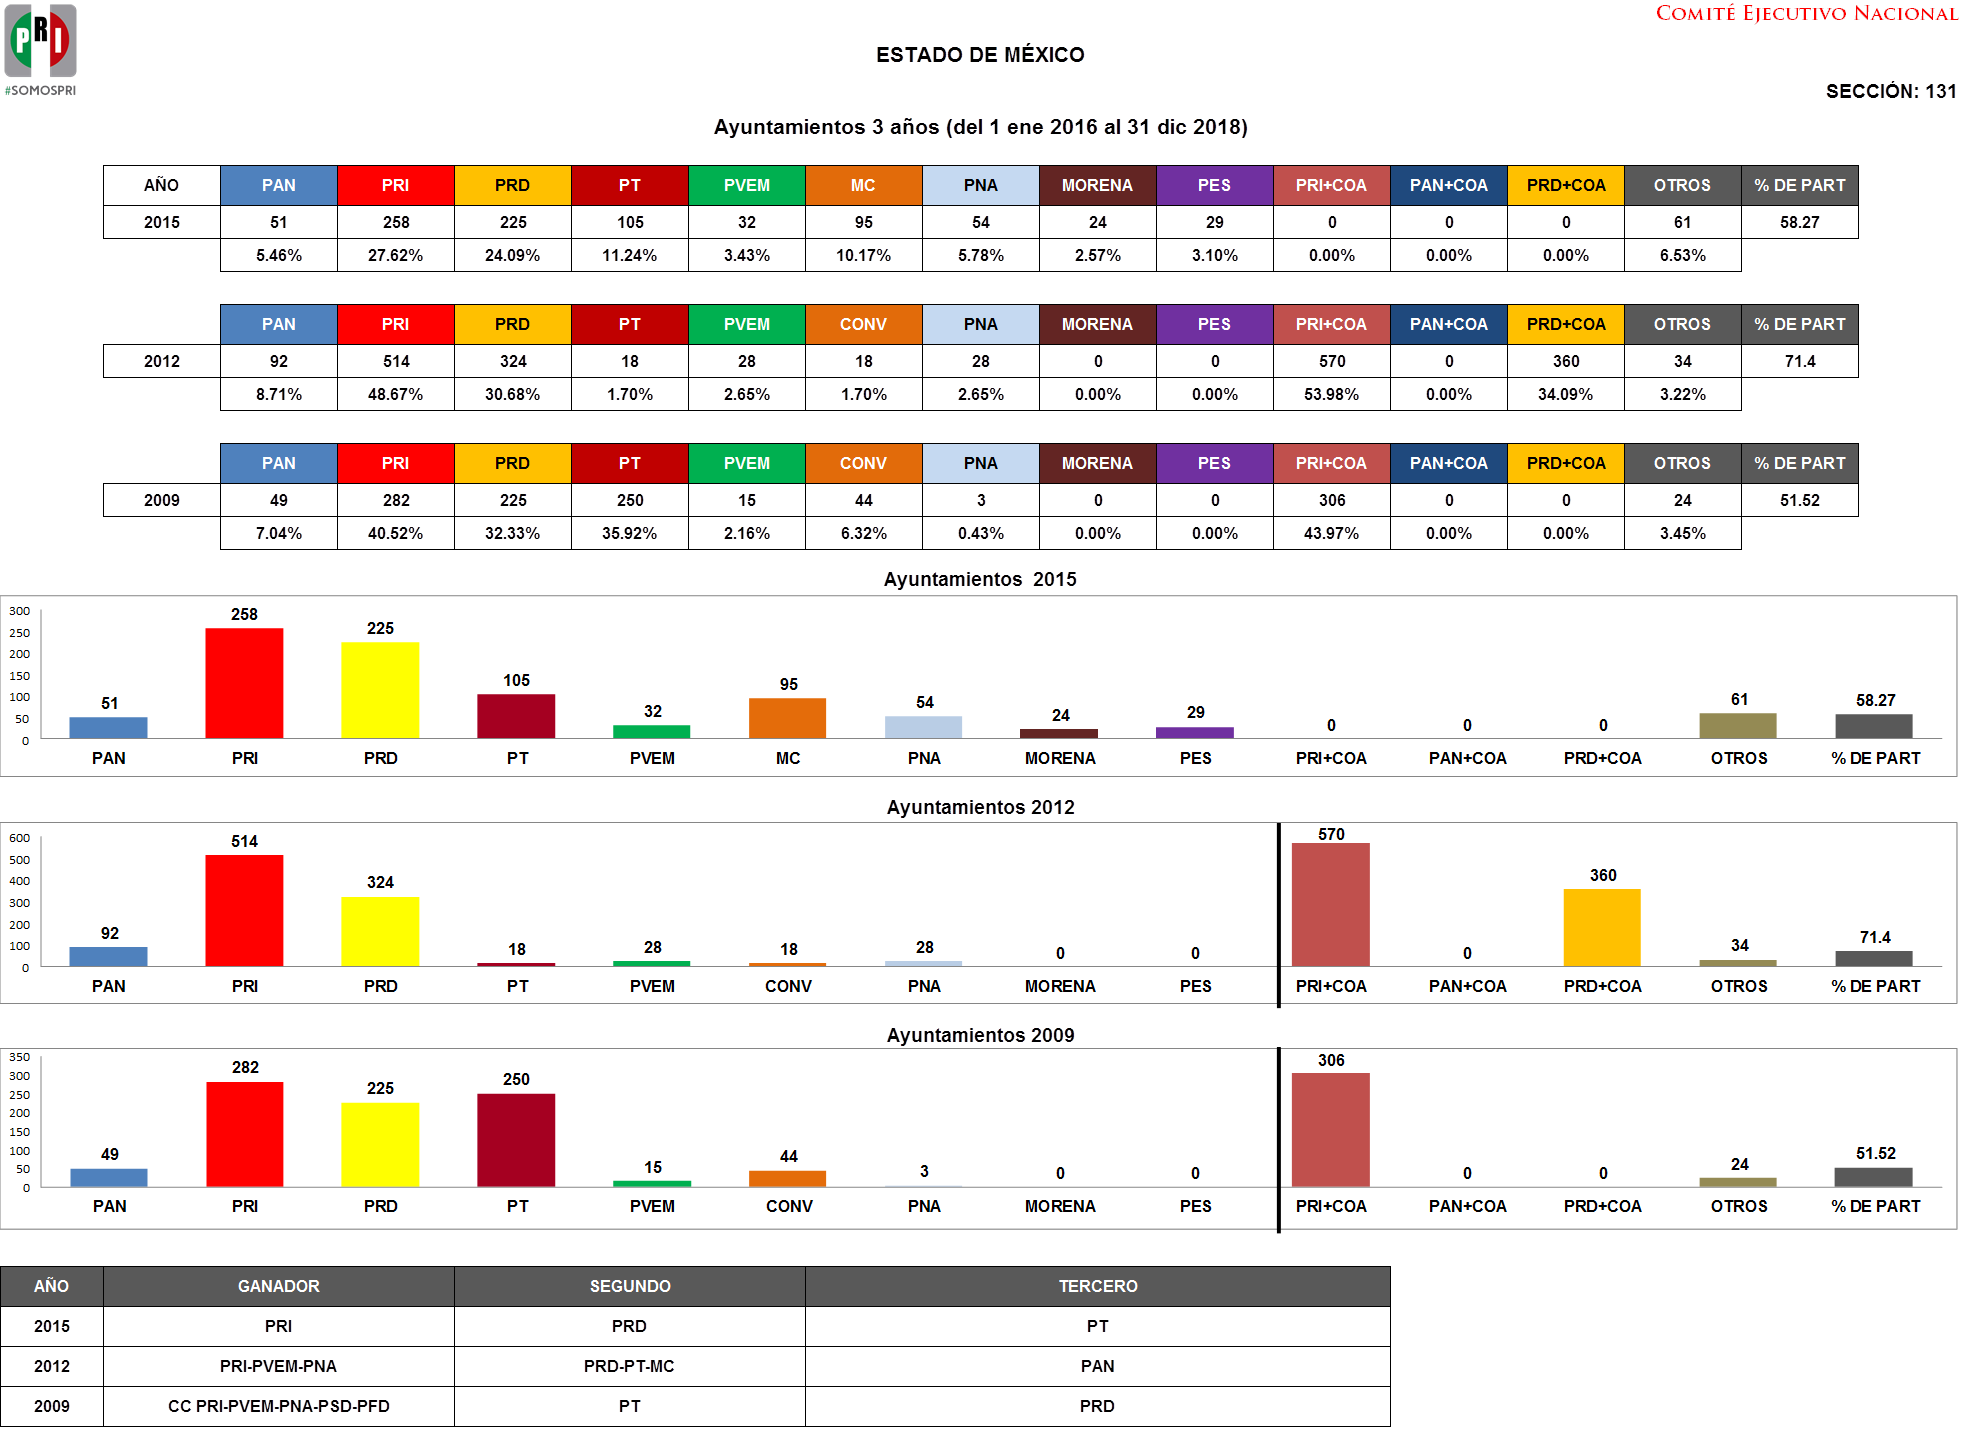 PRI
#SOMOSPRI
COMITÉ EJECUTIVO NACIONAL
ESTADO DE MÉXICO
SECCIÓN: 131
Ayuntamientos 3 años (del 1 ene 2016 al 31 dic 2018)
AÑO PAN PRI PRD PT PVEM MC PNA MORENA PES PRI+COA PAN+COA PRD+COA OTROS % DE PART
2015 51 258 225 105 32 95 54 24 29 0 0 0 61 58.27
5.46% 27.62% 24.09% 11.24% 3.43% 10.17% 5.78% 2.57% 3.10% 0.00% 0.00% 0.00% 6.53%
PAN PRI PRD PT PVEM CONV PNA MORENA PES PRI+COA PAN+COA PRD+COA OTROS % DE PART
2012 92 514 324 18 28 18 28 0 0 570 0 360 34 71.4
8.71% 48.67% 30.68% 1.70% 2.65% 1.70% 2.65% 0.00% 0.00% 53.98% 0.00% 34.09% 3.22%
PAN PRI PRD PT PVEM CONV PNA MORENA PES PRI+COA PAN+COA PRD+COA OTROS % DE PART
2009 49 282 225 250 15 44 3 0 0 306 0 0 24 51.52
7.04% 40.52% 32.33% 35.92% 2.16% 6.32% 0.43% 0.00% 0.00% 43.97% 0.00% 0.00% 3.45%
Ayuntamientos 2015
300
250
200
150
100
50
0
51 258 225 105 32 95 54 24 29 0 0 0 61 58.27
PAN PRI PRD PT PVEM MC PNA MORENA PES PRI+COA PAN+COA PRD+COA OTROS % DE PART
Ayuntamientos 2012
600
500
400
300
200
100
0
92 514 324 18 28 18 28 0 0 570 0 360 34 71.4
PAN PRI PRD PT PVEM CONV PNA MORENA PES PRI+COA PAN+COA PRD+COA OTROS % DE PART
Ayuntamientos 2009
350
300
250
200
150
100
50
0
49 282 225 250 15 44 3 0 0 306 0 0 24 51.52
PAN PRI PRD PT PVEM CONV PNA MORENA PES PRI+COA PAN+COA PRD+COA OTROS % DE PART
AÑO GANADOR SEGUNDO TERCERO
2015 PRI PRD PT
2012 PRI-PVEM-PNA PRD-PT-MC PAN
2009 CC PRI-PVEM-PNA-PSD-PFD PT PRD